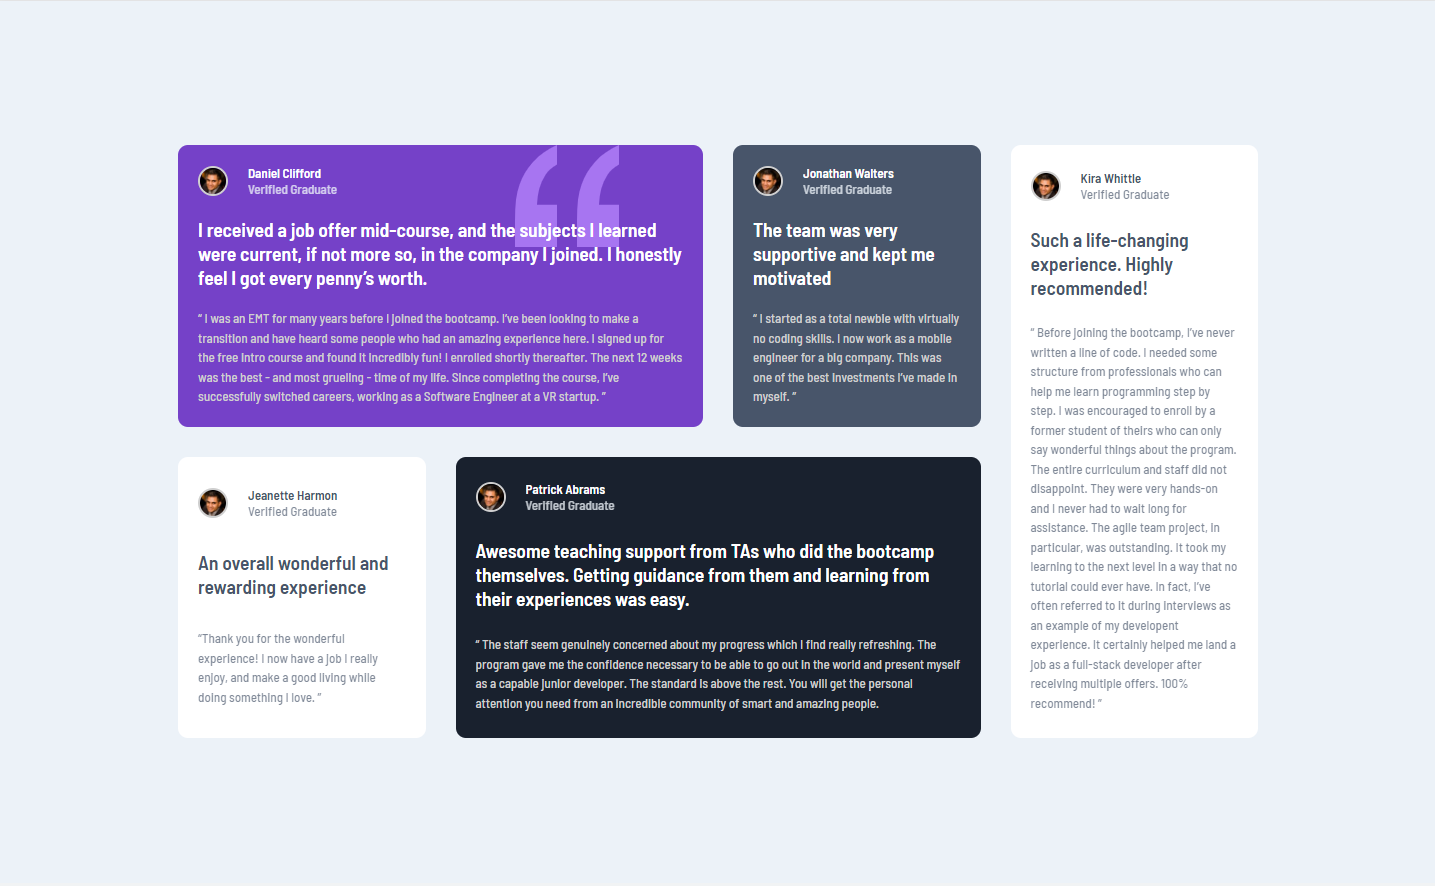 Daniel Clifford
Verified Graduate
I received a job offer mid-course, and the subjects I learned
were current, if not more so, in the company I joined. I honestly
feel I got every penny’s worth.
“ I was an EMT for many years before I joined the bootcamp. I’ve been looking to make a
transition and have heard some people who had an amazing experience here. I signed up for
the free intro course and found it incredibly fun! I enrolled shortly thereafter. The next 12 weeks
was the best - and most grueling - time of my life. Since completing the course, I’ve
successfully switched careers, working as a Software Engineer at a VR startup. ”
Jonathan Walters
Verified Graduate
The team was very
supportive and kept me
motivated
“ I started as a total newbie with virtually
no coding skills. I now work as a mobile
engineer for a big company. This was
one of the best investments I’ve made in
myself. ”
Kira Whittle
Verified Graduate
Such a life-changing
experience. Highly
recommended!
“ Before joining the bootcamp, I’ve never
written a line of code. I needed some
structure from professionals who can
help me learn programming step by
step. I was encouraged to enroll by a
former student of theirs who can only
say wonderful things about the program.
The entire curriculum and staff did not
disappoint. They were very hands-on
and I never had to wait long for
assistance. The agile team project, in
particular, was outstanding. It took my
learning to the next level in a way that no
tutorial could ever have. In fact, I’ve
often referred to it during interviews as
an example of my developent
experience. It certainly helped me land a
job as a full-stack developer after
receiving multiple offers. 100%
recommend! ”
Jeanette Harmon
Verified Graduate
An overall wonderful and
rewarding experience
“Thank you for the wonderful
experience! I now have a job I really
enjoy, and make a good living while
doing something I love. ”
Patrick Abrams
Verified Graduate
Awesome teaching support from TAs who did the bootcamp
themselves. Getting guidance from them and learning from
their experiences was easy.
“ The staff seem genuinely concerned about my progress which I find really refreshing. The
program gave me the confidence necessary to be able to go out in the world and present myself
as a capable junior developer. The standard is above the rest. You will get the personal
attention you need from an incredible community of smart and amazing people.